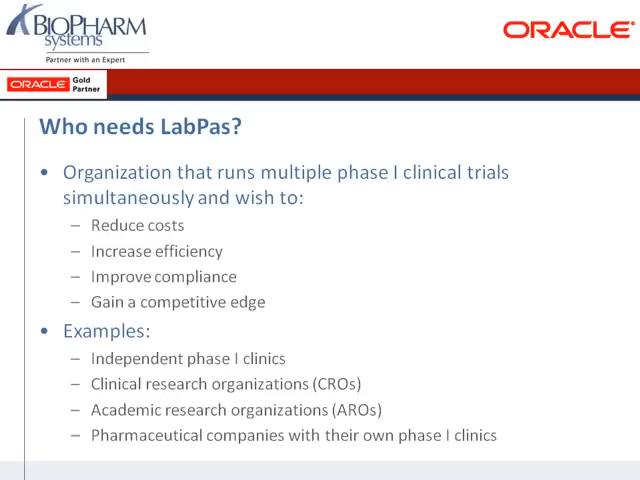 BioPharm
systems
Partner with an Expert
ORACLE
ORACLE
Gold
Partner
Who needs LabPas?
• Organization that runs multiple phase I clinical trials
simultaneously and wish to:
– Reduce costs
– Increase efficiency
– Improve compliance
– Gain a competitive edge
• Examples:
– Independent phase I clinics
– Clinical research organizations (CROs)
– Academic research organizations (AROs)
– Pharmaceutical companies with their own phase I clinics